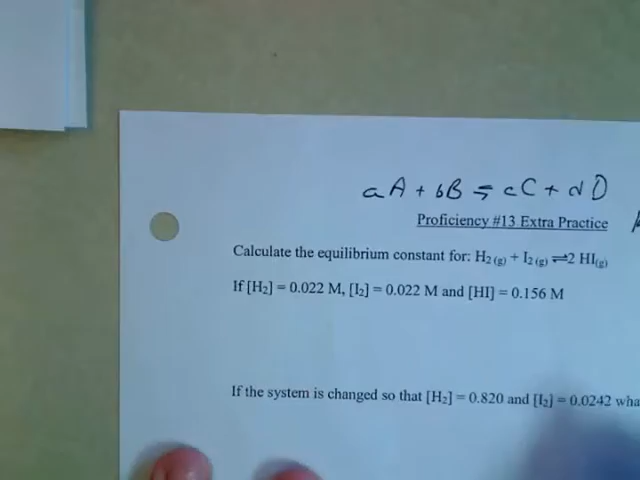 aA + bB ⇌ cC + dD
Proficiency #13 Extra Practice
Calculate the equilibrium constant for: H₂ (g) + I₂ (g) ⇌2 HI(g)
If [H₂] = 0.022 M, [I₂] = 0.022 M and [HI] = 0.156 M
If the system is changed so that [H₂] = 0.820 and [I₂] = 0.0242